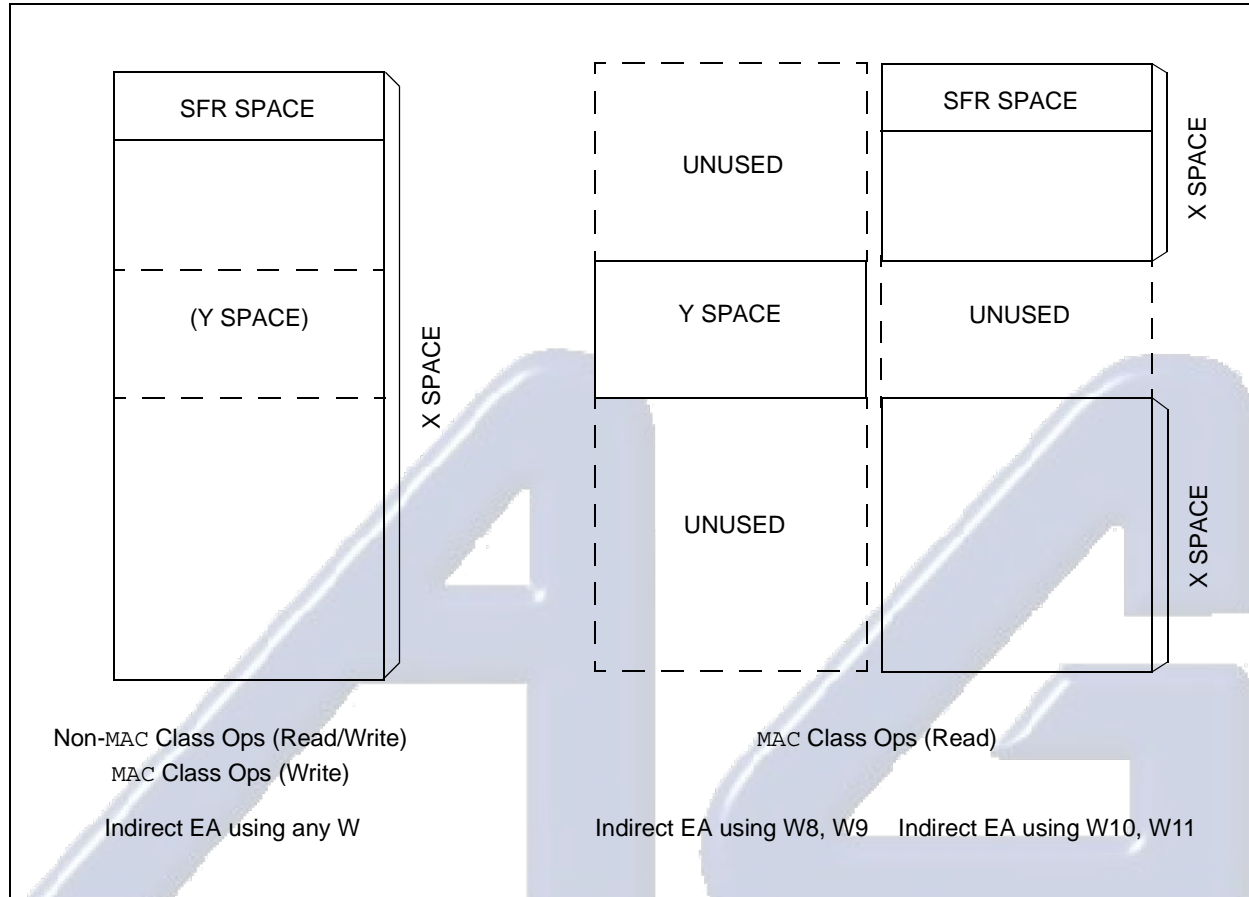 SFR SPACE
(Y SPACE)
X SPACE
UNUSED
Y SPACE
UNUSED
SFR SPACE
X SPACE
UNUSED
X SPACE
Non-MAC Class Ops (Read/Write)
MAC Class Ops (Write)
Indirect EA using any W
MAC Class Ops (Read)
Indirect EA using W8, W9
Indirect EA using W10, W11